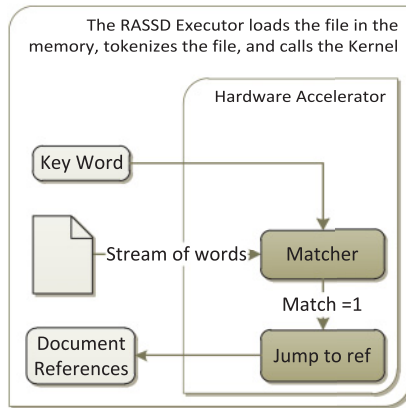 The RASSD Executor loads the file in the
memory, tokenizes the file, and calls the Kernel
Hardware Accelerator
Key Word
Stream of words
Matcher
Match =1
Document
References
Jump to ref